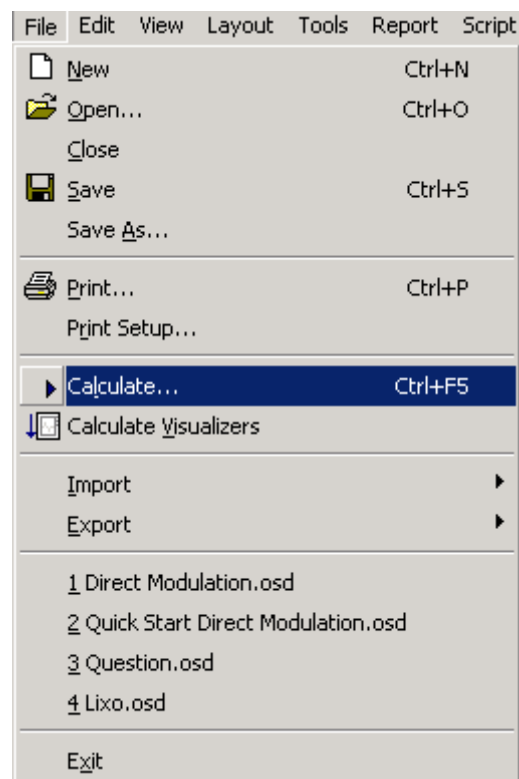 File Edit View Layout Tools Report Script
New Ctrl+N
Open... Ctrl+O
Close
Save Ctrl+S
Save As...
Print... Ctrl+P
Print Setup...
Calculate... Ctrl+F5
Calculate Visualizers
Import
Export
1 Direct Modulation.osd
2 Quick Start Direct Modulation.osd
3 Question.osd
4 Lixo.osd
Exit